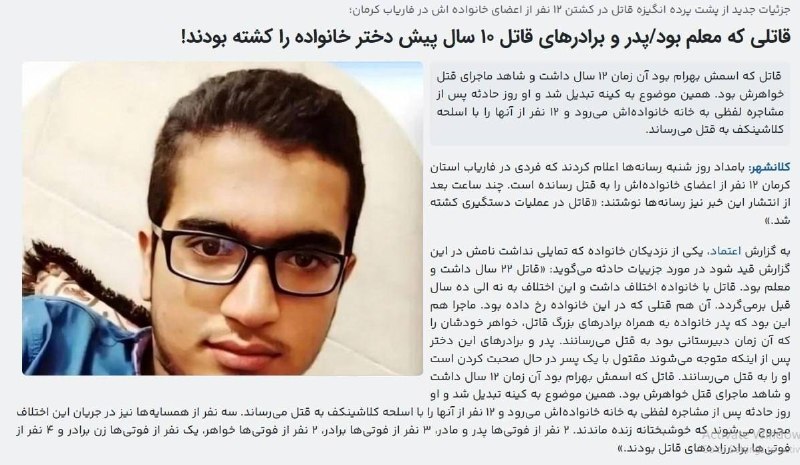 جزئیات جدید از پشت پرده انگیزه قاتل در کشتن ۱۲ نفر از اعضای خانواده اش در فاریاب کرمان:
قاتلی که معلم بود/پدر و برادرهای قاتل ۱۰ سال پیش دختر خانواده را کشته بودند!
قاتل که اسمش بهرام بود آن زمان ۱۲ سال داشت و شاهد ماجرای قتل
خواهرش بود. همین موضوع به کینه تبدیل شد و او روز حادثه پس از
مشاجره لفظی به خانه خانواده‌اش می‌رود و ۱۲ نفر از آنها را با اسلحه
کلاشینکف به قتل می‌رساند.
کلانشهر: بامداد روز شنبه رسانه‌ها اعلام کردند که فردی در فاریاب استان
کرمان ۱۲ نفر از اعضای خانواده‌اش را به قتل رسانده است. چند ساعت بعد
از انتشار این خبر نیز رسانه‌ها نوشتند: «قاتل در عملیات دستگیری کشته
شد.»
به گزارش اعتماد، یکی از نزدیکان خانواده که تمایلی نداشت نامش در این
گزارش قید شود در مورد جزییات حادثه می‌گوید: «قاتل ۲۲ سال داشت و
معلم بود. قاتل با خانواده اختلاف داشت و این اختلاف به نه الی ده سال
قبل برمی‌گردد. آن هم قتلی که در این خانواده رخ داده بود. ماجرا هم
این بود که پدر خانواده به همراه برادرهای بزرگ قاتل، خواهر خودشان را
که آن زمان دبیرستانی بود به قتل می‌رسانند. پدر و برادرهای این دختر
پس از اینکه متوجه می‌شوند مقتول با یک پسر در حال صحبت کردن است
او را به قتل می‌رسانند. قاتل که اسمش بهرام بود آن زمان ۱۲ سال داشت
و شاهد ماجرای قتل خواهرش بود. همین موضوع به کینه تبدیل شد و او
روز حادثه پس از مشاجره لفظی به خانه خانواده‌اش می‌رود و ۱۲ نفر از آنها را با اسلحه کلاشینکف به قتل می‌رساند. سه نفر از همسایه‌ها نیز در جریان این اختلاف
مجروح می‌شوند که خوشبختانه زنده ماندند. ۲ نفر از فوتی‌ها پدر و مادر، ۳ نفر از فوتی‌ها برادر، ۲ نفر از فوتی‌ها خواهر، یک نفر از فوتی‌ها زن برادر و ۴ نفر از
فوتی‌ها برادرزاده‌های قاتل بودند.»
Activate Windows